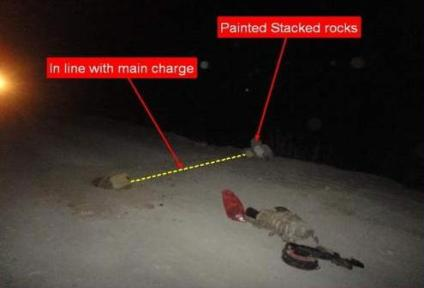 Painted Stacked rocks
In line with main charge